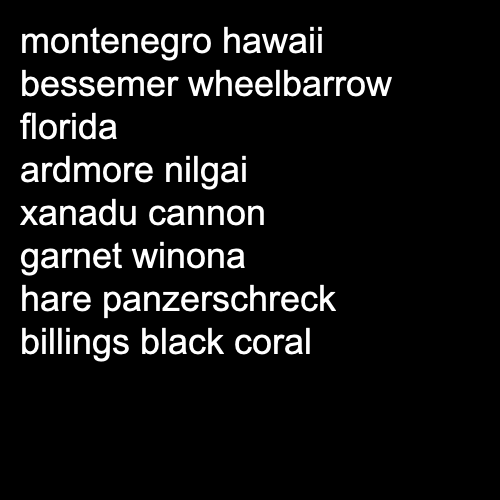 montenegro hawaii
bessemer wheelbarrow
florida
ardmore nilgai
xanadu cannon
garnet winona
hare panzerschreck
billings black coral